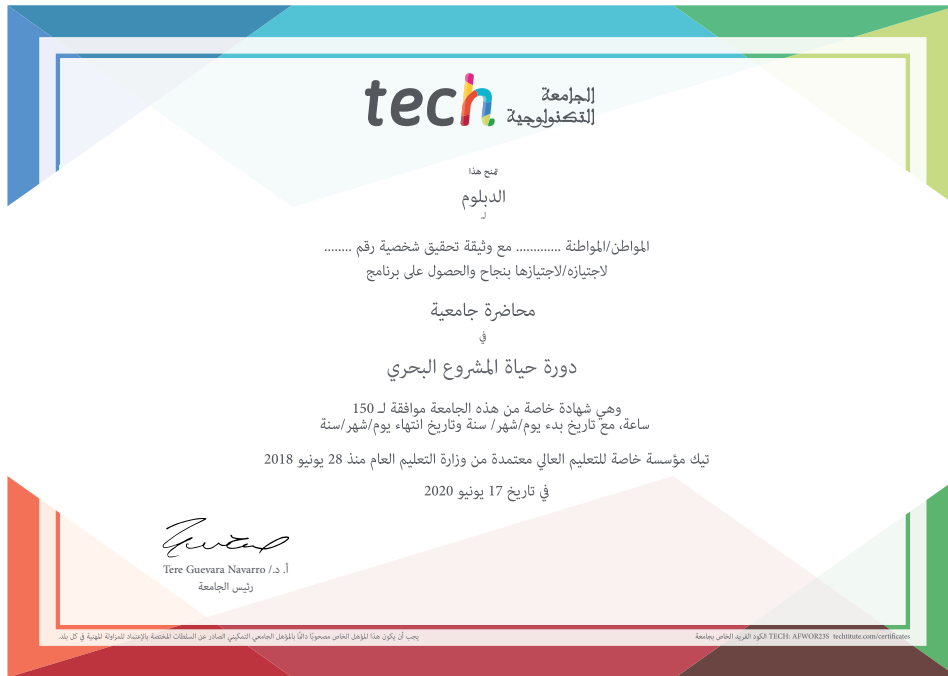 tech الجامعة
التكنولوجية
تمنح هذا
الدبلوم
لـ
المواطن/المواطنة ............. مع وثيقة تحقيق شخصية رقم ........
لاجتيازه/لاجتيازها بنجاح والحصول على برنامج
محاضرة جامعية
في
دورة حياة المشروع البحري
وهي شهادة خاصة من هذه الجامعة موافقة لـ 150
ساعة، مع تاريخ بدء يوم/شهر/ سنة وتاريخ انتهاء يوم/شهر/سنة
تيك مؤسسة خاصة للتعليم العالي معتمدة من وزارة التعليم العام منذ 28 يونيو 2018
في تاريخ 17 يونيو 2020
أ. د./ Tere Guevara Navarro
رئيس الجامعة
يجب أن يكون هذا المؤهل الخاص مصحوبًا دائمًا بالمؤهل الجامعي التمكيني الصادر عن السلطات المختصة بالإعتماد للمزاولة المهنية في كل بلد.
الكود الفريد الخاص بجامعة TECH: AFWOR23S techtitute.com/certificates